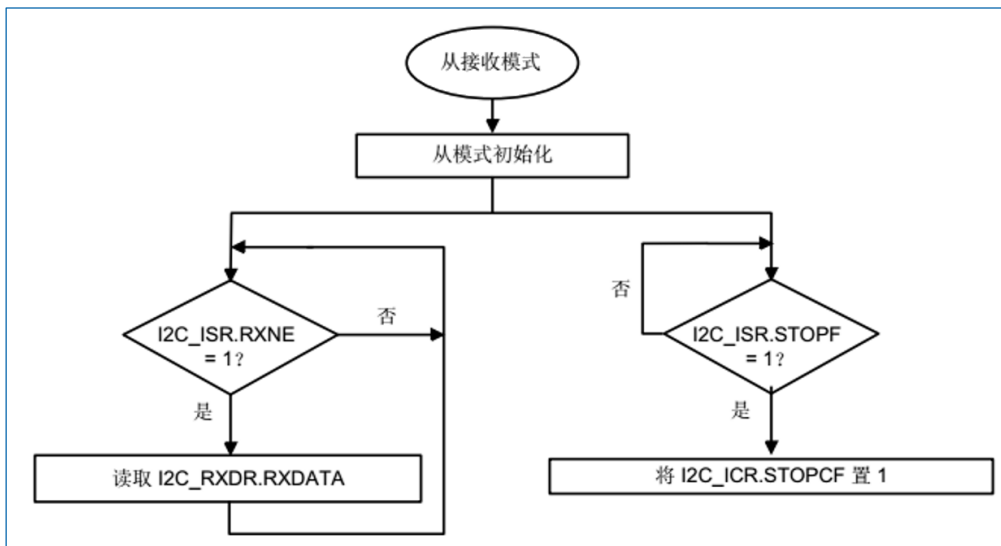 从接收模式
从模式初始化
否
否
I2C_ISR.RXNE
= 1?
I2C_ISR.STOPF
= 1?
是
是
读取 I2C_RXDR.RXDATA
将 I2C_ICR.STOPCF 置 1